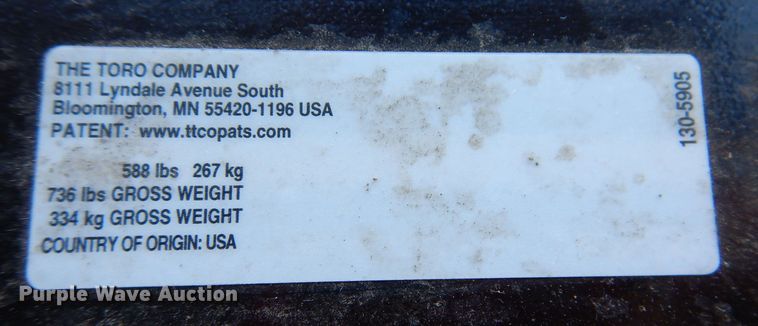 THE TORO COMPANY
8111 Lyndale Avenue South
Bloomington, MN 55420-1196 USA
PATENT: www.ttcopats.com
588 lbs 267 kg
736 lbs GROSS WEIGHT
334 kg GROSS WEIGHT
COUNTRY OF ORIGIN: USA
130-5905
Purple Wave Auction